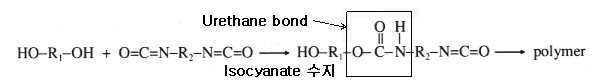 Urethane bond
O H
HO–R₁–OH + O=C=N–R₂–N=C=O ⟶ HO–R₁–O–C–N–R₂–N=C=O ⟶ polymer
Isocyanate 수지